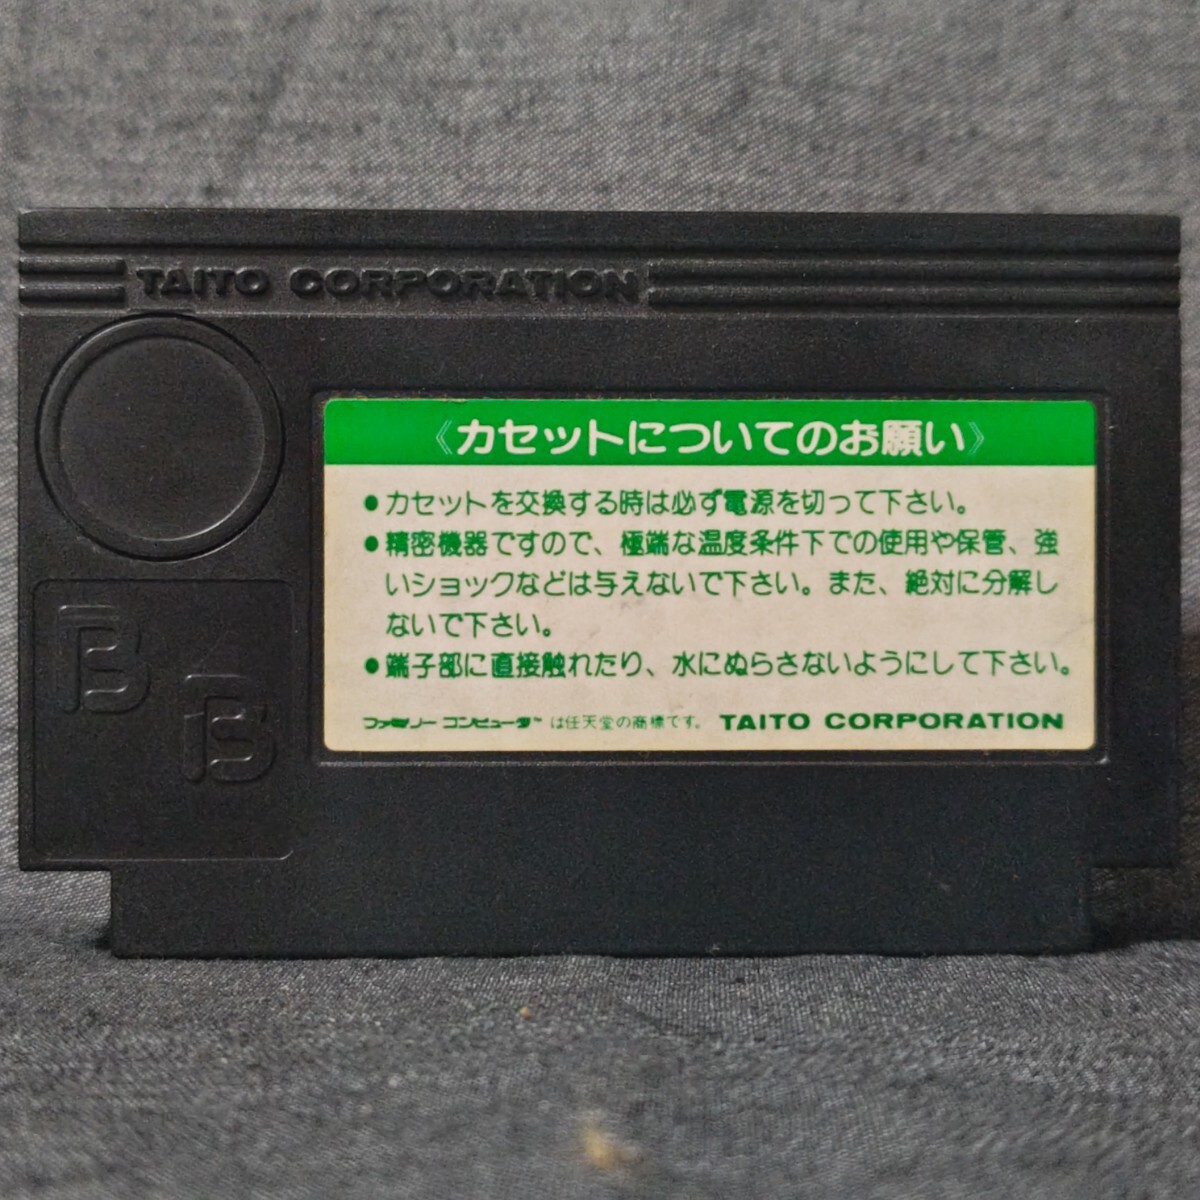 TAITO CORPORATION
《カセットについてのお願い》
●カセットを交換する時は必ず電源を切って下さい。
●精密機器ですので、極端な温度条件下での使用や保管、強
いショックなどは与えないで下さい。また、絶対に分解し
ないで下さい。
●端子部に直接触れたり、水にぬらさないようにして下さい。
ファミリーコンピュータ™は任天堂の商標です。 TAITO CORPORATION